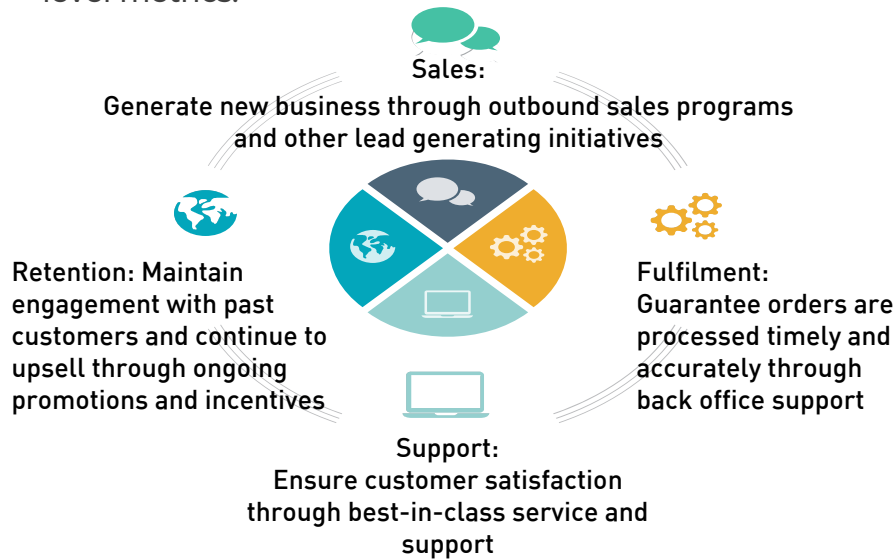 level metrics.
Sales:
Generate new business through outbound sales programs
and other lead generating initiatives
Retention: Maintain
engagement with past
customers and continue to
upsell through ongoing
promotions and incentives
Fulfilment:
Guarantee orders are
processed timely and
accurately through
back office support
Support:
Ensure customer satisfaction
through best-in-class service and
support